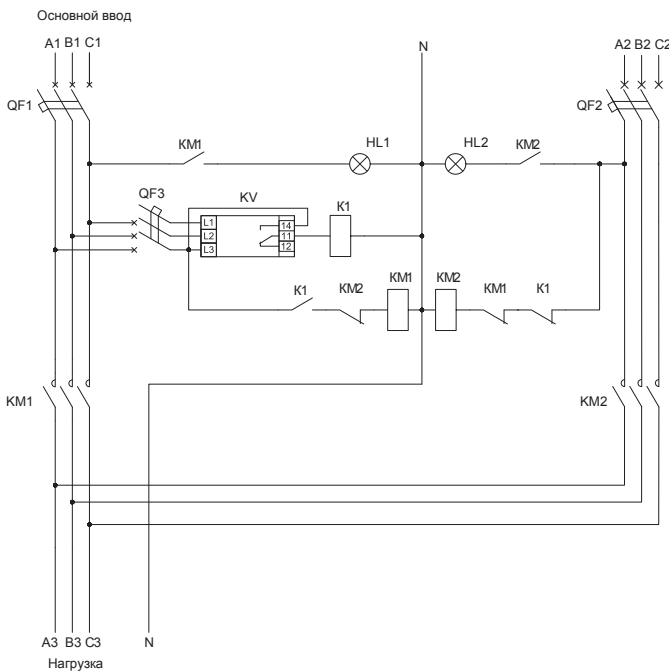 Основной ввод
A1 B1 C1
N
A2 B2 C2
QF1
QF2
KM1
HL1
HL2
KM2
QF3
KV
K1
L1
14
L2
11
L3
12
K1
KM2
KM1
KM2
KM1
K1
KM1
KM2
A3 B3 C3
N
Нагрузка